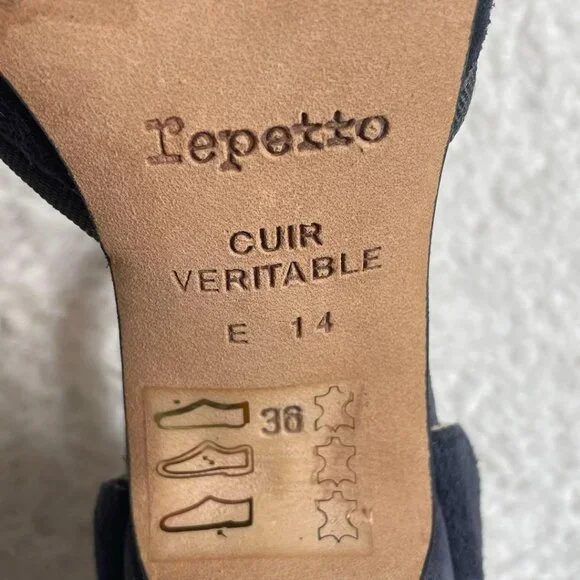 repetto
CUIR
VERITABLE
E 14
36